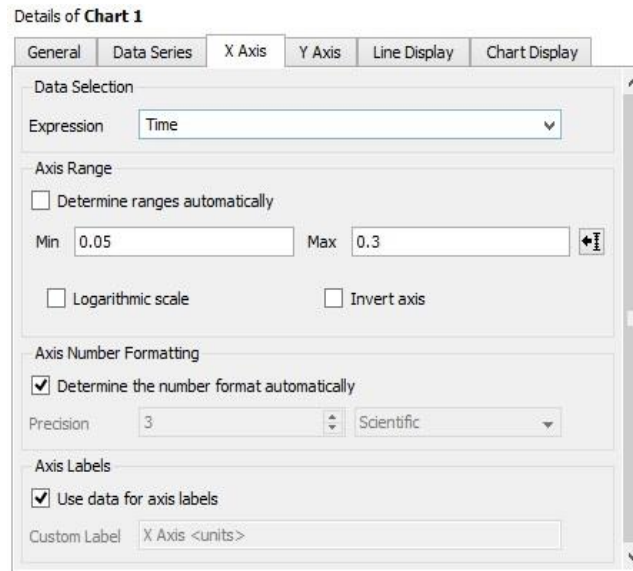 Details of Chart 1
General Data Series X Axis Y Axis Line Display Chart Display
Data Selection
Expression Time
Axis Range
Determine ranges automatically
Min 0.05 Max 0.3
Logarithmic scale Invert axis
Axis Number Formatting
Determine the number format automatically
Precision 3 Scientific
Axis Labels
Use data for axis labels
Custom Label X Axis <units>